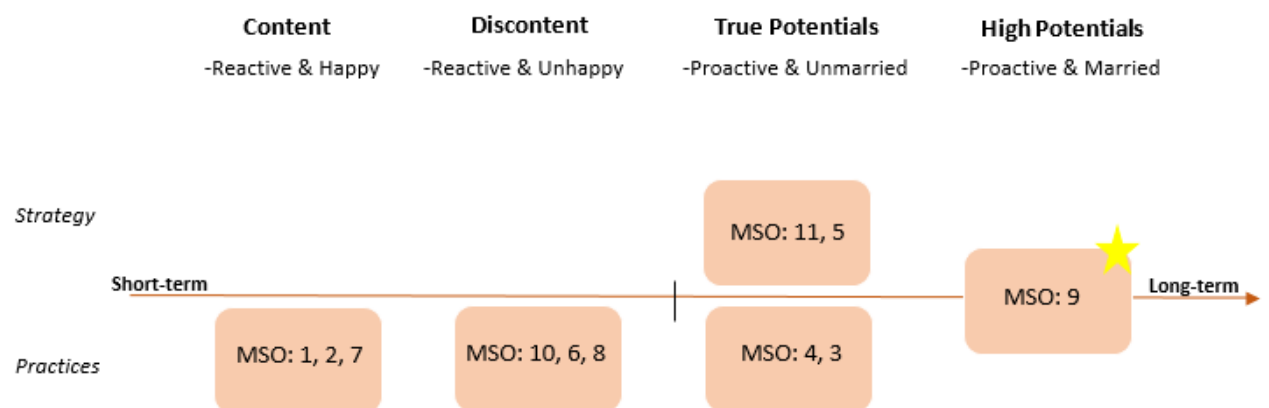 Content
Discontent
True Potentials
High Potentials
-Reactive & Happy
-Reactive & Unhappy
-Proactive & Unmarried
-Proactive & Married
Strategy
MSO: 11, 5
Short-term
MSO: 9
Long-term
Practices
MSO: 1, 2, 7
MSO: 10, 6, 8
MSO: 4, 3